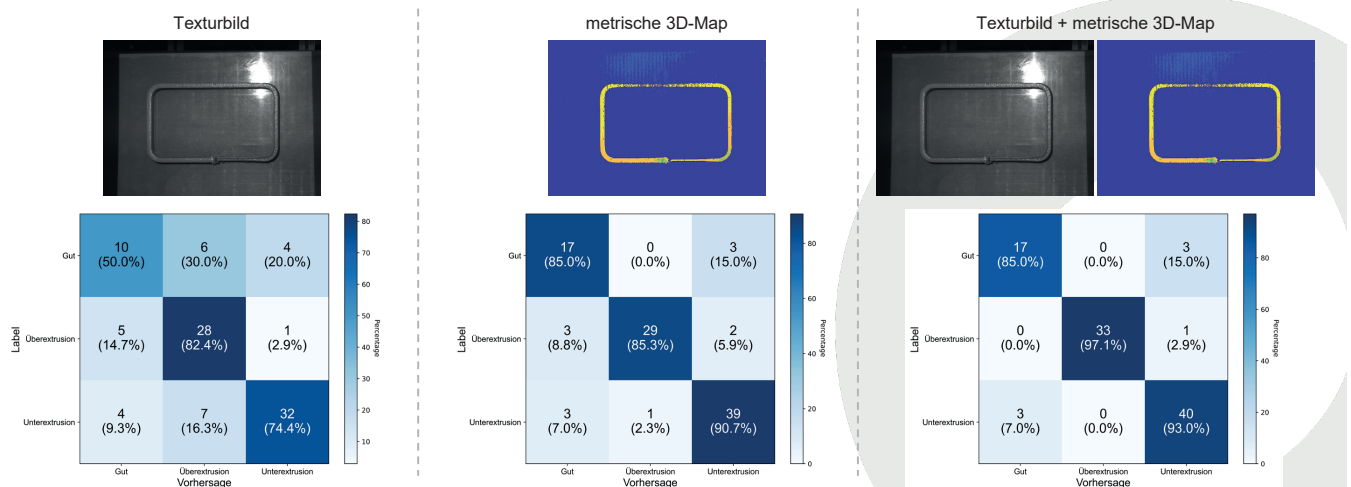 Texturbild
metrische 3D-Map
Texturbild + metrische 3D-Map
10
(50.0%)
6
(30.0%)
4
(20.0%)
5
(14.7%)
28
(82.4%)
1
(2.9%)
4
(9.3%)
7
(16.3%)
32
(74.4%)
Gut
Überextrusion
Unterextrusion
Label
Gut
Überextrusion
Unterextrusion
Vorhersage
80
70
60
50
40
30
20
10
Percentage
17
(85.0%)
0
(0.0%)
3
(15.0%)
3
(8.8%)
29
(85.3%)
2
(5.9%)
3
(7.0%)
1
(2.3%)
39
(90.7%)
Gut
Überextrusion
Unterextrusion
Label
Gut
Überextrusion
Unterextrusion
Vorhersage
80
60
40
20
0
Percentage
17
(85.0%)
0
(0.0%)
3
(15.0%)
0
(0.0%)
33
(97.1%)
1
(2.9%)
3
(7.0%)
0
(0.0%)
40
(93.0%)
Gut
Überextrusion
Unterextrusion
Label
Gut
Überextrusion
Unterextrusion
Vorhersage
80
60
40
20
0
Percentage